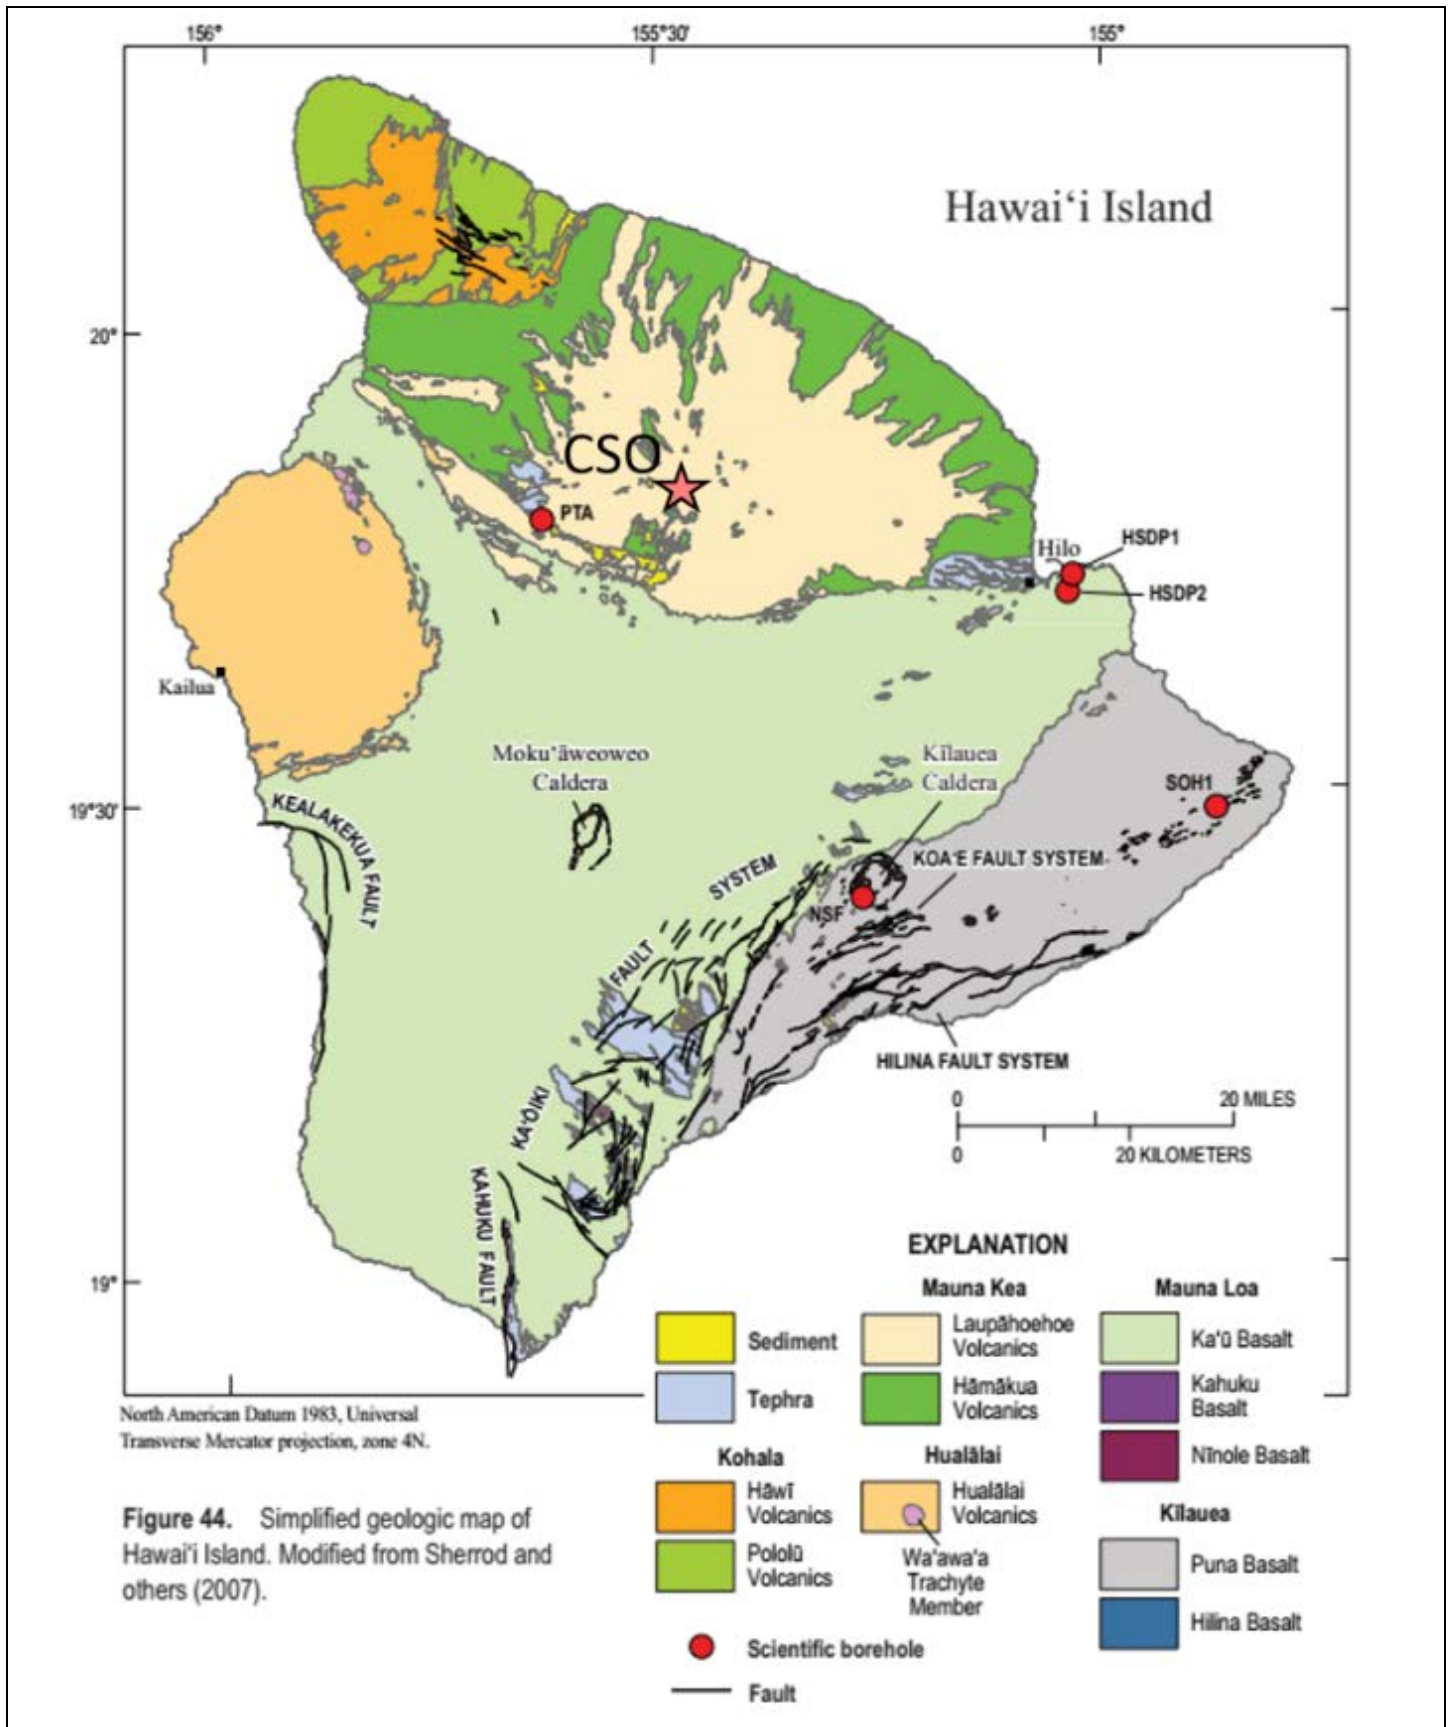 156°
155°30'
155°
Hawai‘i Island
20°
CSO
PTA
Hilo
HSDP1
HSDP2
Kailua
Moku‘āweoweo
Caldera
Kīlauea
Caldera
SOH1
19°30'
KEALAKEKUA FAULT
SYSTEM
KOA‘E FAULT SYSTEM
NSF
FAULT
HILINA FAULT SYSTEM
KA‘ŌIKI
0
20 MILES
0
20 KILOMETERS
KAHUKU FAULT
19°
EXPLANATION
Mauna Kea
Mauna Loa
Sediment
Laupāhoehoe
Volcanics
Ka‘ū Basalt
Tephra
Hāmākua
Volcanics
Kahuku
Basalt
North American Datum 1983, Universal
Transverse Mercator projection, zone 4N.
Kohala
Hualālai
Nīnole Basalt
Hāwī
Volcanics
Hualālai
Volcanics
Kīlauea
Figure 44. Simplified geologic map of
Hawai‘i Island. Modified from Sherrod and
others (2007).
Pololū
Volcanics
Wa‘awa‘a
Trachyte
Member
Puna Basalt
Hilina Basalt
Scientific borehole
Fault